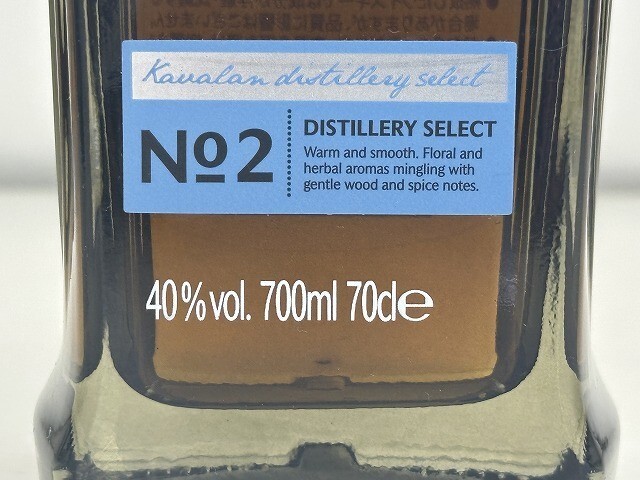 Kavalan distillery select
No2
DISTILLERY SELECT
Warm and smooth. Floral and
herbal aromas mingling with
gentle wood and spice notes.
40%vol. 700ml 70cle